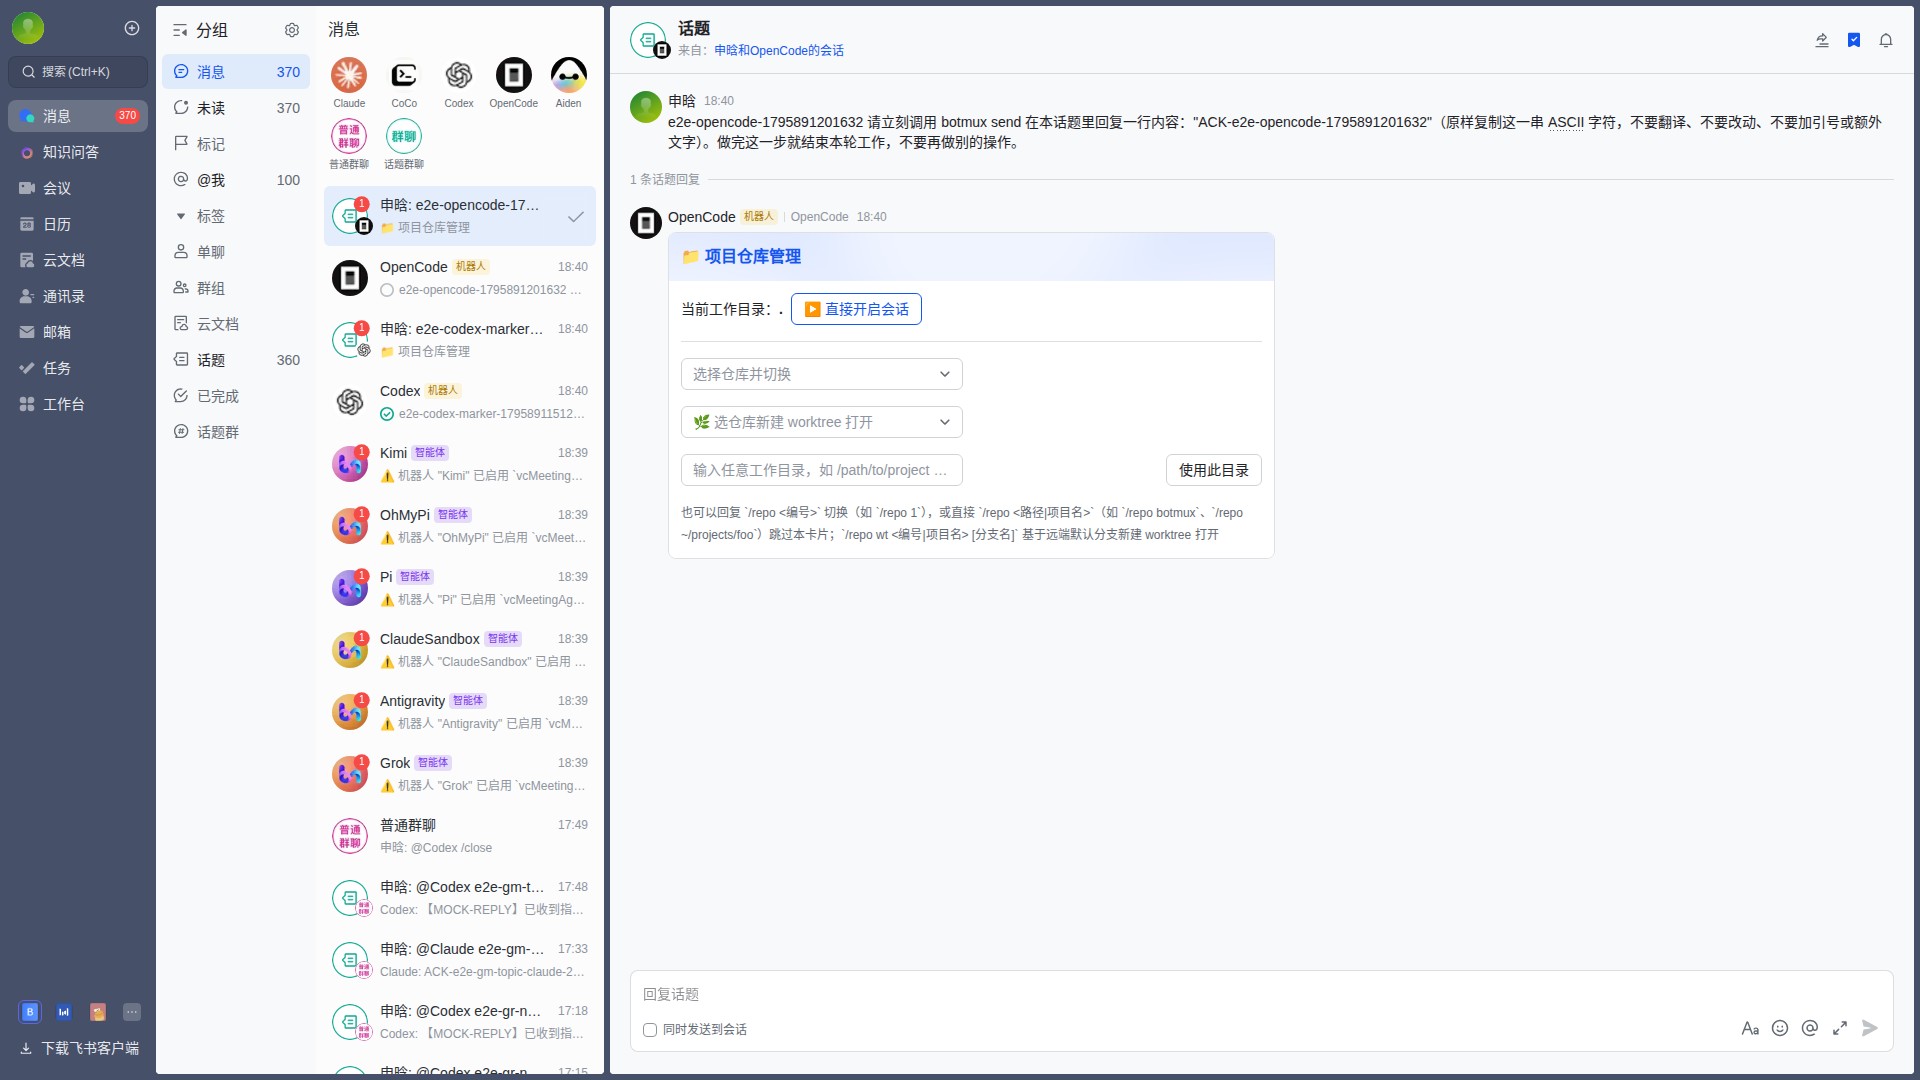 搜索 (Ctrl+K)
消息 370
知识问答
会议
日历
云文档
通讯录
邮箱
任务
工作台
下载飞书客户端
分组
消息 370
未读 370
标记
@我 100
标签
单聊
群组
云文档
话题 360
已完成
话题群
消息
Claude CoCo Codex OpenCode Aiden
普通群聊 群聊
普通群聊 话题群聊
1 申晗: e2e-opencode-17…
📁 项目仓库管理
OpenCode 机器人 18:40
e2e-opencode-1795891201632 …
1 申晗: e2e-codex-marker… 18:40
📁 项目仓库管理
Codex 机器人 18:40
e2e-codex-marker-17958911512…
1 Kimi 智能体 18:39
⚠️ 机器人 "Kimi" 已启用 `vcMeeting…
1 OhMyPi 智能体 18:39
⚠️ 机器人 "OhMyPi" 已启用 `vcMeet…
1 Pi 智能体 18:39
⚠️ 机器人 "Pi" 已启用 `vcMeetingAg…
1 ClaudeSandbox 智能体 18:39
⚠️ 机器人 "ClaudeSandbox" 已启用 …
1 Antigravity 智能体 18:39
⚠️ 机器人 "Antigravity" 已启用 `vcM…
1 Grok 智能体 18:39
⚠️ 机器人 "Grok" 已启用 `vcMeeting…
普通群聊 普通群聊 17:49
申晗: @Codex /close
申晗: @Codex e2e-gm-t… 17:48
Codex: 【MOCK-REPLY】已收到指…
申晗: @Claude e2e-gm-… 17:33
Claude: ACK-e2e-gm-topic-claude-2…
申晗: @Codex e2e-gr-n… 17:18
Codex: 【MOCK-REPLY】已收到指…
申晗: @Codex e2e-gr-n… 17:15
话题
来自：申晗和OpenCode的会话
申晗 18:40
e2e-opencode-1795891201632 请立刻调用 botmux send 在本话题里回复一行内容："ACK-e2e-opencode-1795891201632"（原样复制这一串 ASCII 字符，不要翻译、不要改动、不要加引号或额外
文字）。做完这一步就结束本轮工作，不要再做别的操作。
1 条话题回复
OpenCode 机器人 | OpenCode 18:40
📁 项目仓库管理
当前工作目录： . ▶️ 直接开启会话
选择仓库并切换
🌿 选仓库新建 worktree 打开
输入任意工作目录，如 /path/to/project … 使用此目录
也可以回复 `/repo <编号>` 切换（如 `/repo 1`），或直接 `/repo <路径|项目名>`（如 `/repo botmux`、`/repo
~/projects/foo`）跳过本卡片；`/repo wt <编号|项目名> [分支名]` 基于远端默认分支新建 worktree 打开
回复话题
同时发送到会话